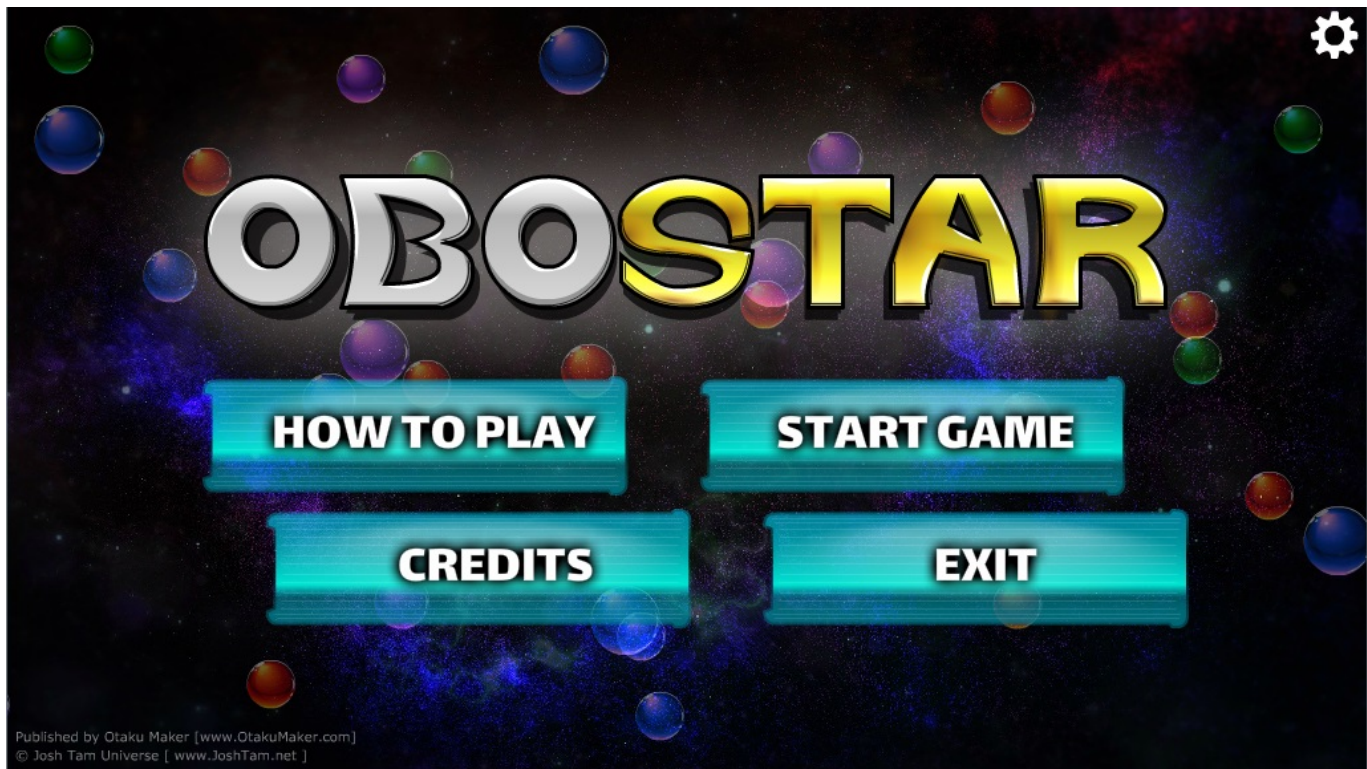 OBOSTAR
HOW TO PLAY
START GAME
CREDITS
EXIT
Published by Otaku Maker [www.OtakuMaker.com]
© Josh Tam Universe [ www.JoshTam.net ]